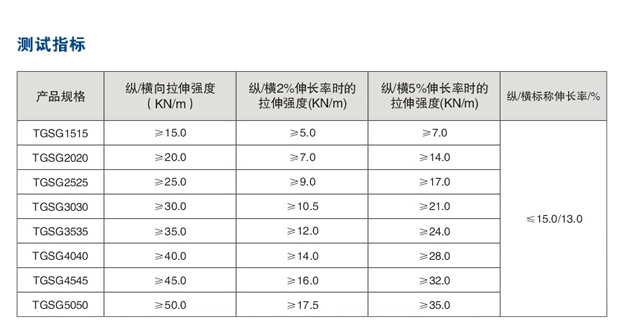 测试指标
产品规格 纵/横向拉伸强度 纵/横2%伸长率时的 纵/横5%伸长率时的 纵/横标称伸长率/%
（KN/m） 拉伸强度(KN/m) 拉伸强度(KN/m)
TGSG1515 ≥15.0 ≥5.0 ≥7.0
TGSG2020 ≥20.0 ≥7.0 ≥14.0
TGSG2525 ≥25.0 ≥9.0 ≥17.0
TGSG3030 ≥30.0 ≥10.5 ≥21.0
TGSG3535 ≥35.0 ≥12.0 ≥24.0 ≤15.0/13.0
TGSG4040 ≥40.0 ≥14.0 ≥28.0
TGSG4545 ≥45.0 ≥16.0 ≥32.0
TGSG5050 ≥50.0 ≥17.5 ≥35.0